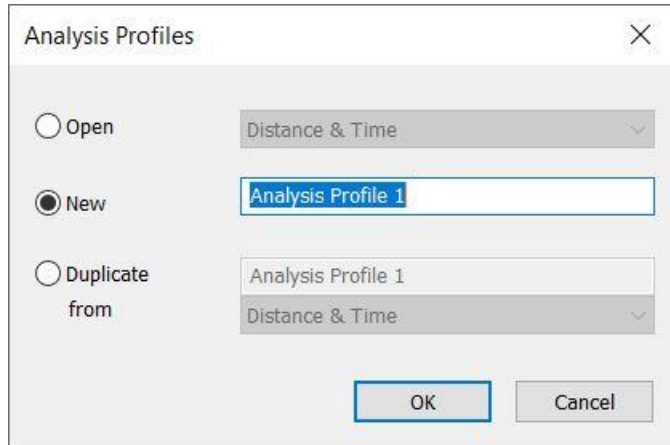 Analysis Profiles
Open
Distance & Time
New
Analysis Profile 1
Duplicate
from
Analysis Profile 1
Distance & Time
OK
Cancel